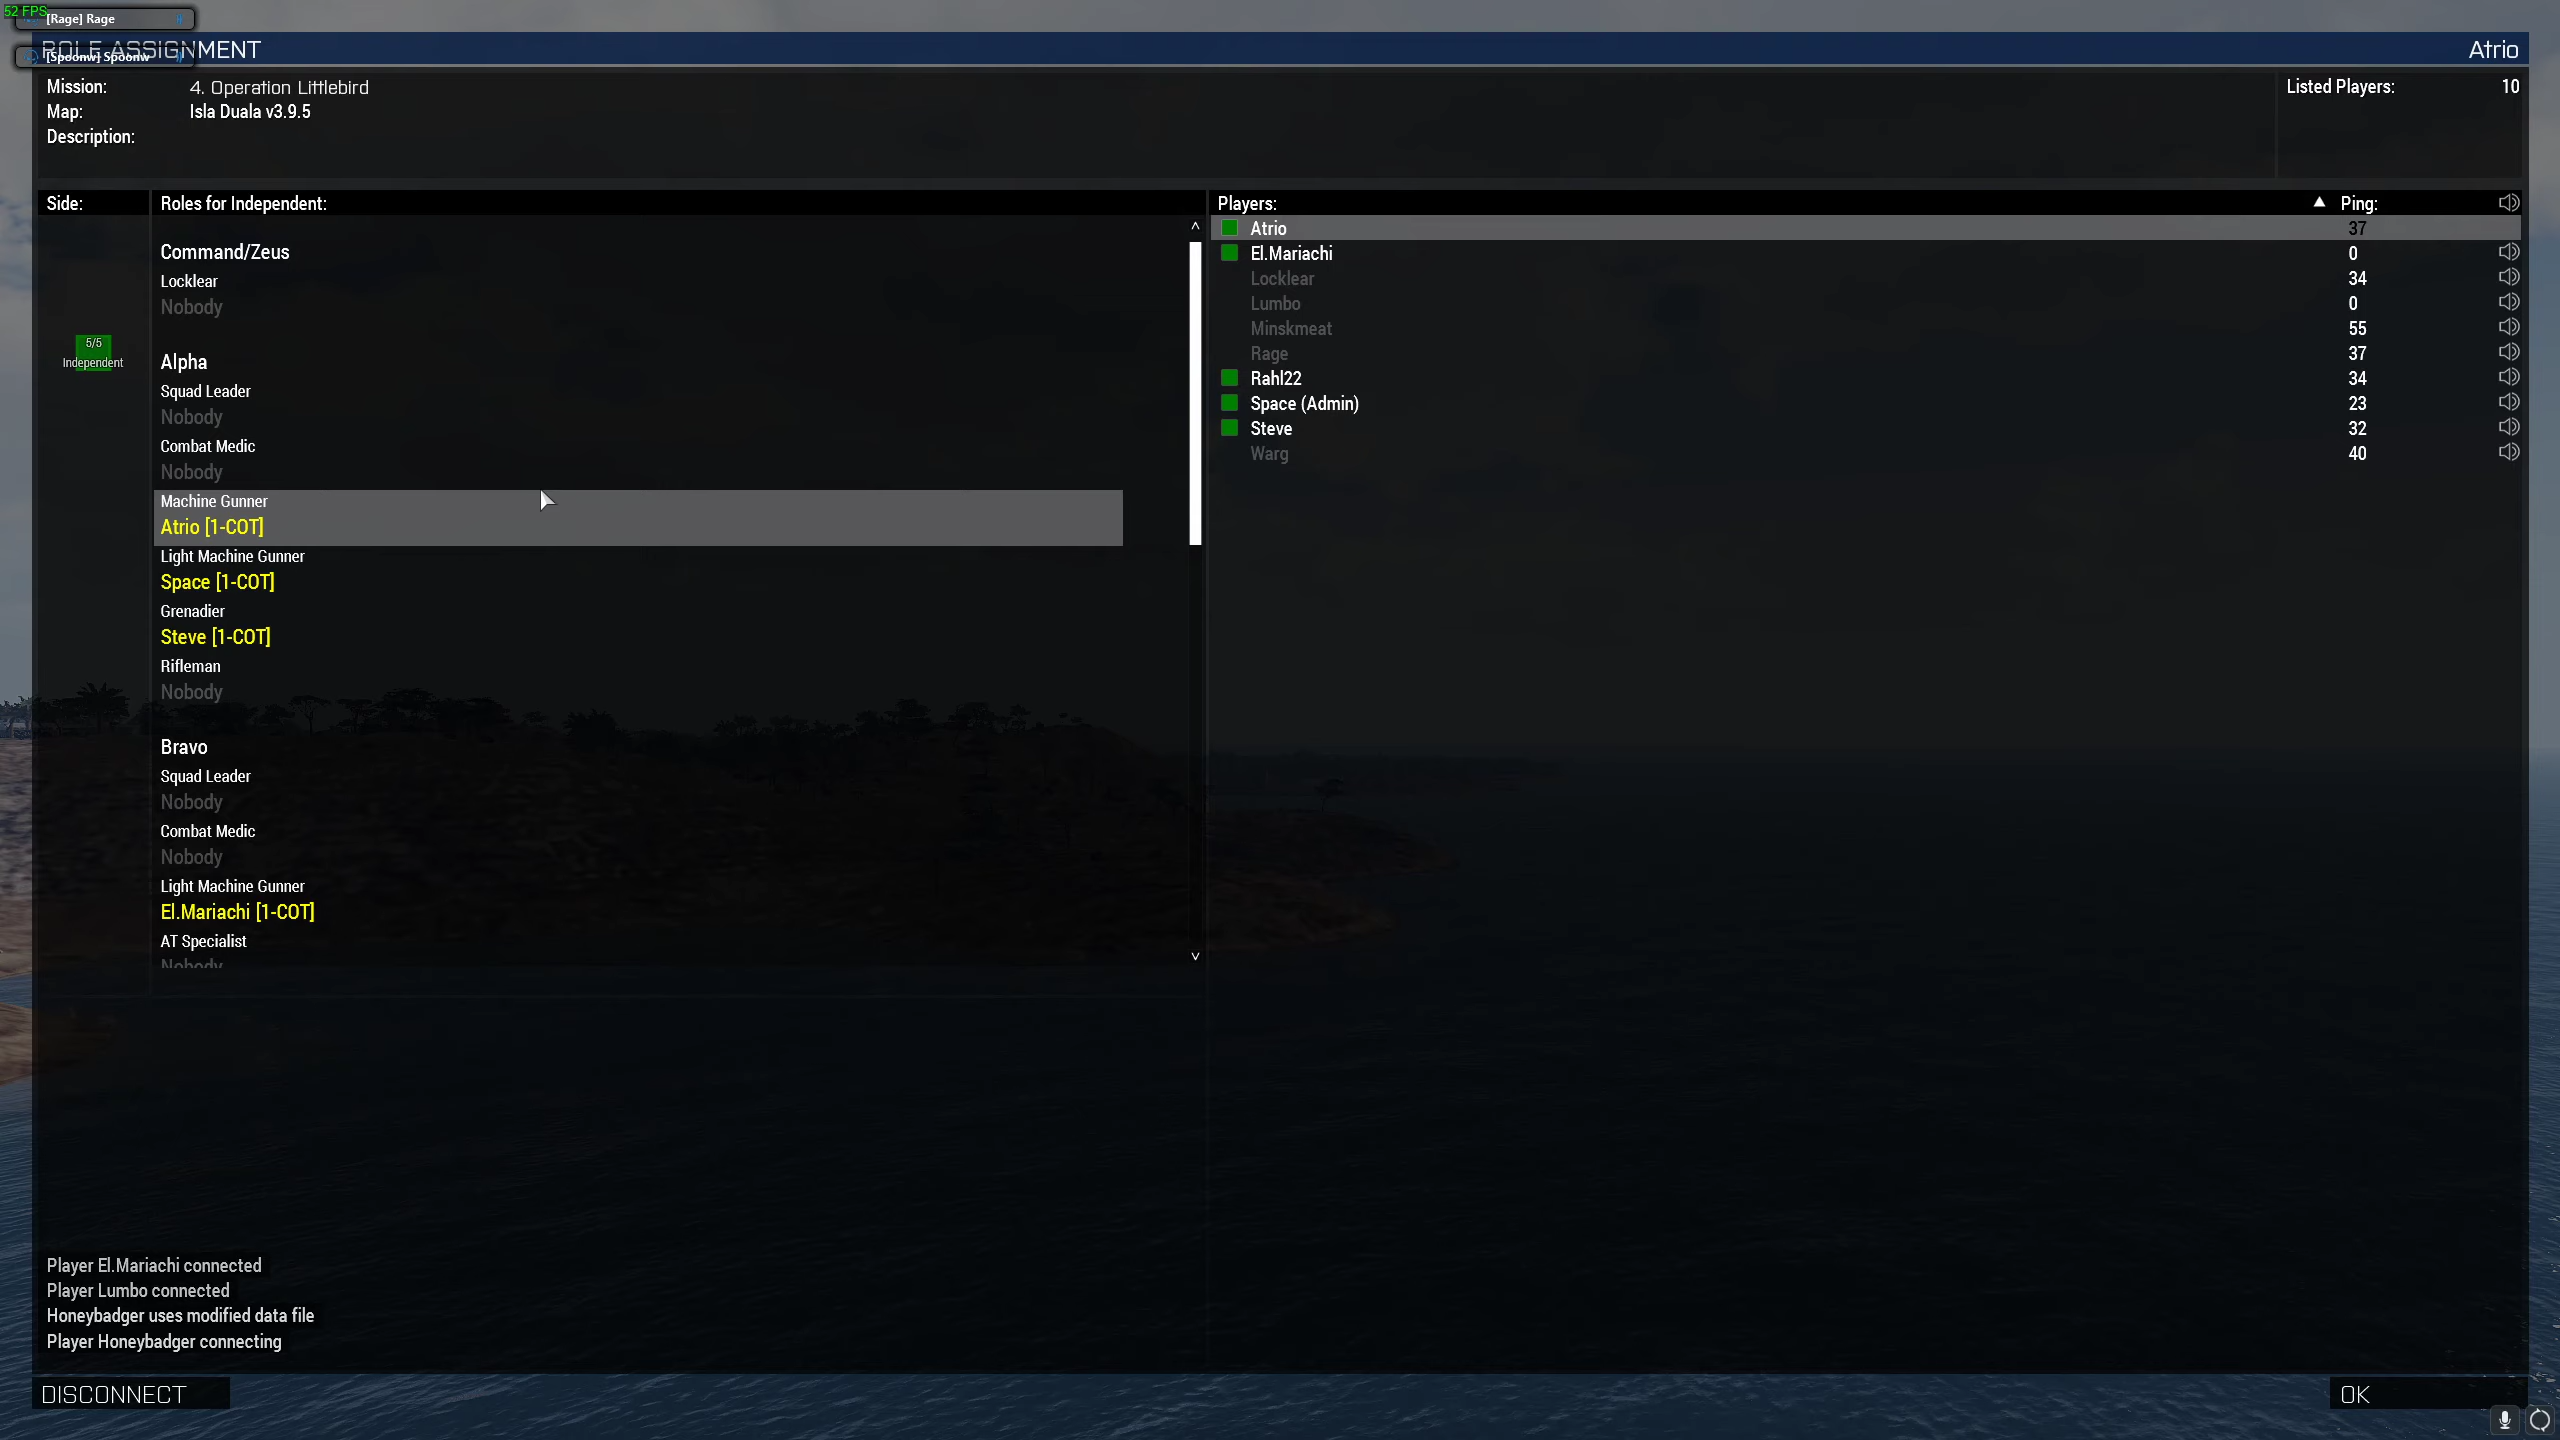 52 FPS
[Rage] Rage
ROLE ASSIGNMENT
[Spoonw] Spoonw
Atrio
Mission: 4. Operation Littlebird
Map: Isla Duala v3.9.5
Description:
Listed Players: 10
Side:
Roles for Independent:
Players:
Ping:
5/5
Independent
Command/Zeus
Locklear
Nobody
Alpha
Squad Leader
Nobody
Combat Medic
Nobody
Machine Gunner
Atrio [1-COT]
Light Machine Gunner
Space [1-COT]
Grenadier
Steve [1-COT]
Rifleman
Nobody
Bravo
Squad Leader
Nobody
Combat Medic
Nobody
Light Machine Gunner
El.Mariachi [1-COT]
AT Specialist
Nobody
Atrio 37
El.Mariachi 0
Locklear 34
Lumbo 0
Minskmeat 55
Rage 37
Rahl22 34
Space (Admin) 23
Steve 32
Warg 40
Player El.Mariachi connected
Player Lumbo connected
Honeybadger uses modified data file
Player Honeybadger connecting
DISCONNECT
OK